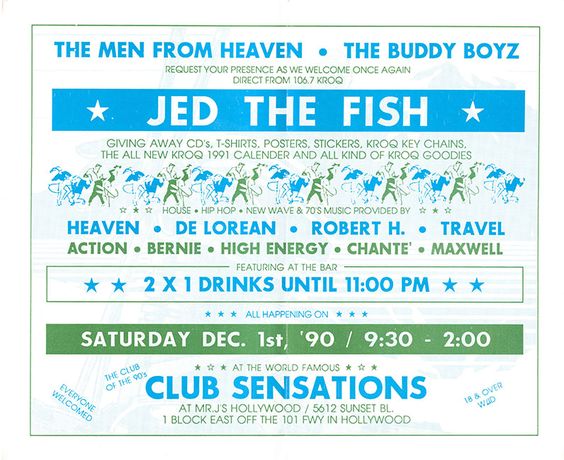 THE MEN FROM HEAVEN • THE BUDDY BOYZ
REQUEST YOUR PRESENCE AS WE WELCOME ONCE AGAIN
DIRECT FROM 106.7 KROQ
★ JED THE FISH ★
GIVING AWAY CD's, T-SHIRTS, POSTERS, STICKERS, KROQ KEY CHAINS,
THE ALL NEW KROQ 1991 CALENDER AND ALL KIND OF KROQ GOODIES
☆ ★ ☆ HOUSE • HIP HOP • NEW WAVE & 70'S MUSIC PROVIDED BY ☆ ★ ☆
HEAVEN • DE LOREAN • ROBERT H. • TRAVEL
ACTION • BERNIE • HIGH ENERGY • CHANTE' • MAXWELL
FEATURING AT THE BAR
★ ★ 2 X 1 DRINKS UNTIL 11:00 PM ★ ★
★ ★ ★ ALL HAPPENING ON ★ ★ ★
SATURDAY DEC. 1st, '90 / 9:30 - 2:00
★ ☆ ★ AT THE WORLD FAMOUS ★ ☆ ★
THE CLUB
OF THE 90's
CLUB SENSATIONS
EVERYONE
WELCOMED
18 & OVER
W/ID
AT MR.J'S HOLLYWOOD / 5612 SUNSET BL.
1 BLOCK EAST OFF THE 101 FWY IN HOLLYWOOD